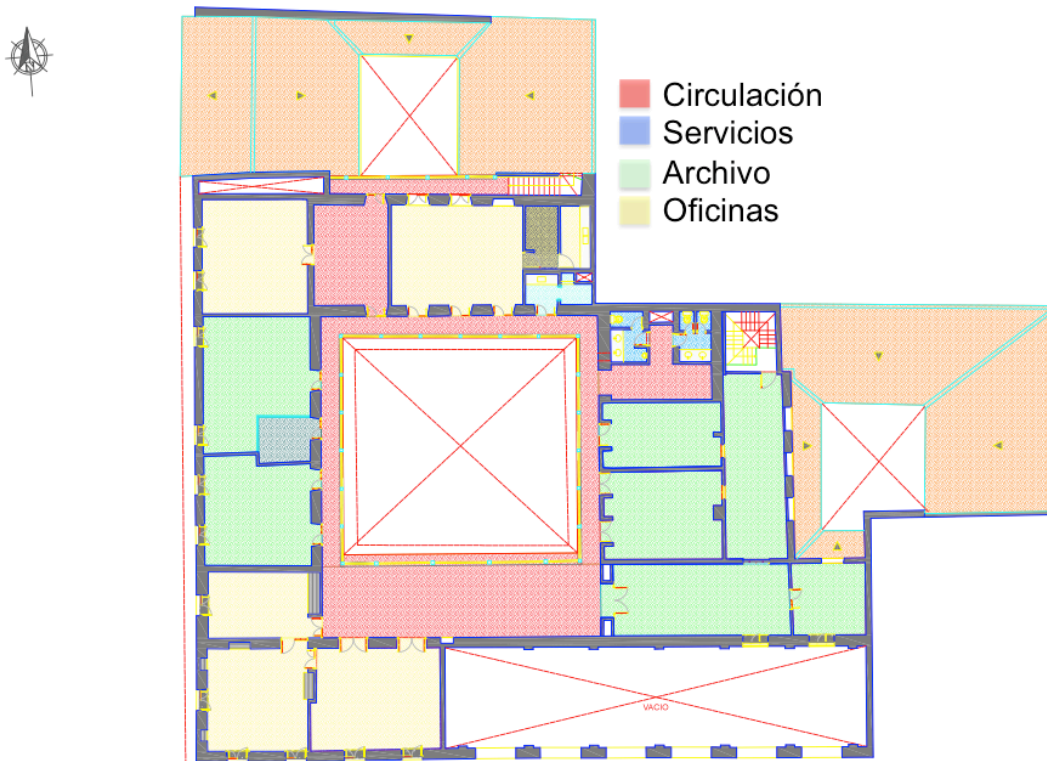 N
Circulación
Servicios
Archivo
Oficinas
VACIO